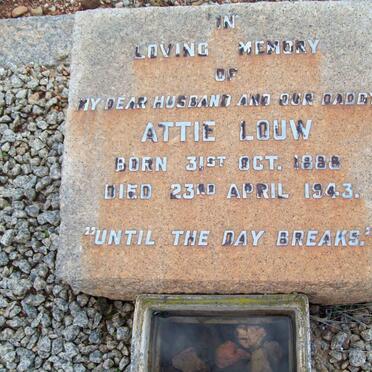 IN
LOVING MEMORY
OF
MY DEAR HUSBAND AND OUR DADDY
ATTIE LOUW
BORN 31ST OCT. 1888
DIED 23RD APRIL 1943.
"UNTIL THE DAY BREAKS."